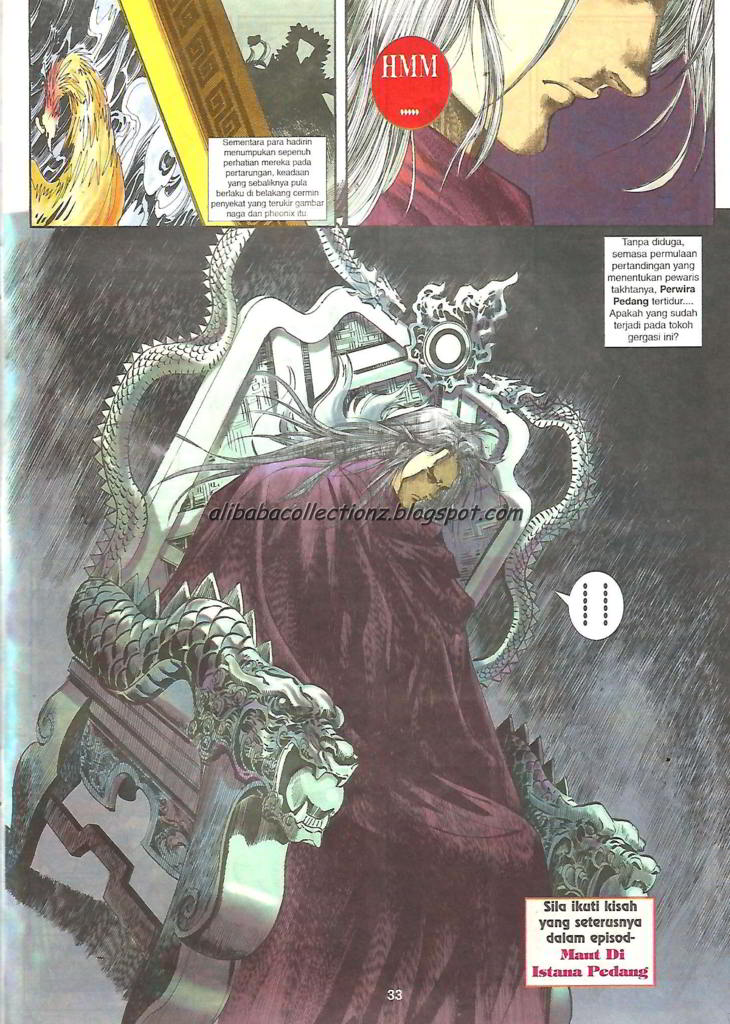 Sementara para hadirin
menumpukan sepenuh
perhatian mereka pada
pertarungan, keadaan
yang sebaliknya pula
berlaku di belakang cermin
penyekat yang terukir gambar
naga dan pheonix itu
HMM
,,,,,
Tanpa diduga,
semasa permulaan
pertandingan yang
menentukan pewaris
takhtanya, Perwira
Pedang tertidur....
Apakah yang sudah
terjadi pada tokoh
gergasi ini?
alibabacollectionz.blogspot.com
Sila ikuti kisah
yang seterusnya
dalam episod-
Maut Di
Istana Pedang
33